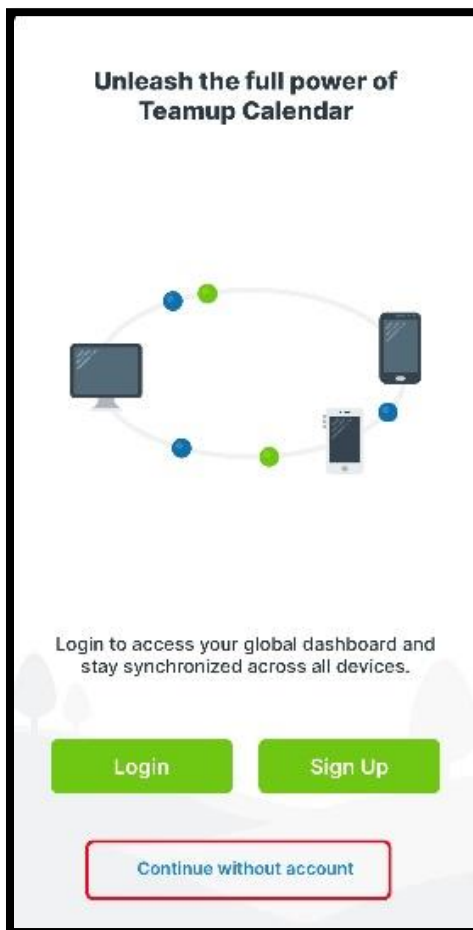 Unleash the full power of
Teamup Calendar
Login to access your global dashboard and
stay synchronized across all devices.
Login
Sign Up
Continue without account